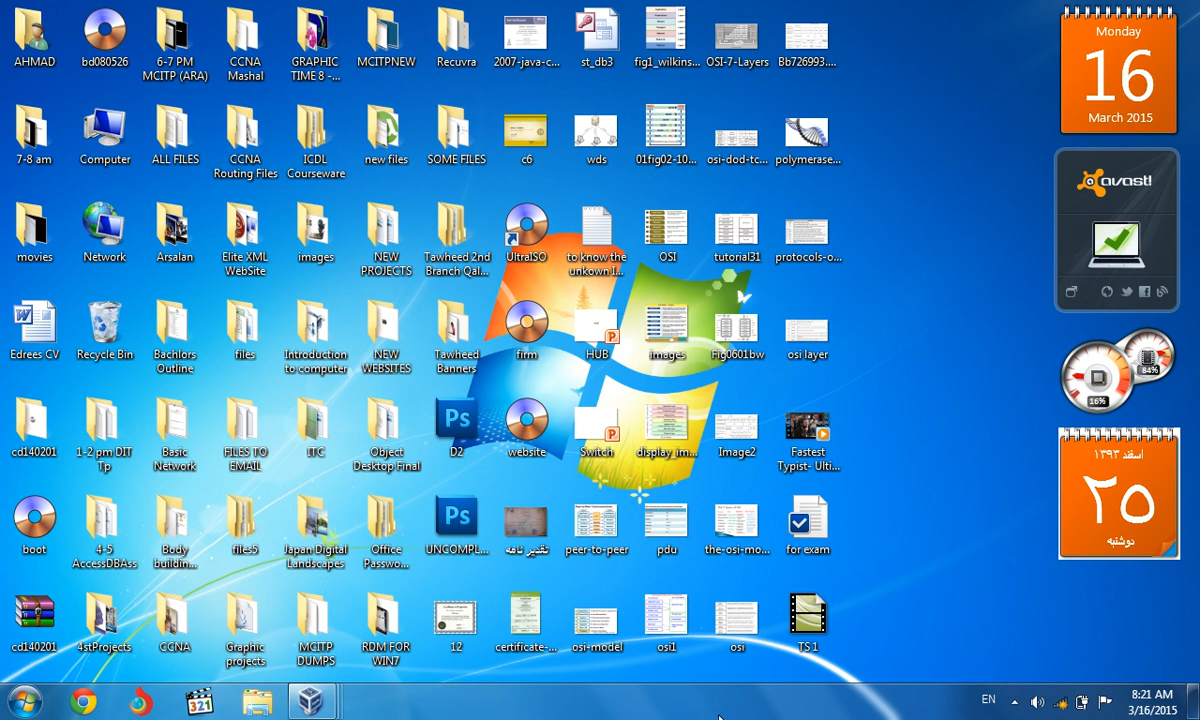 AHMAD
bd080526
6-7 PM
MCITP (ARA)
CCNA
Mashal
GRAPHIC
TIME 8 -...
MCITPNEW
Recuvra
2007-java-c...
st_db3
fig1_wilkins...
OSI-7-Layers
Bb726993....
7-8 am
Computer
ALL FILES
CCNA
Routing Files
ICDL
Courseware
new files
SOME FILES
c6
wds
01fig02-10...
osi-dod-tc...
polymerase...
movies
Network
Arsalan
Elite XML
WebSite
images
NEW
PROJECTS
Tawheed 2nd
Branch Qal...
UltraISO
to know the
unkown I...
OSI
tutorial31
protocols-o...
Edrees CV
Recycle Bin
Bachlors
Outline
files
Introduction
to computer
NEW
WEBSITES
Tawheed
Banners
firm
HUB
images
Fig0601bw
osi layer
cd140201
1-2 pm DIT
Tp
Basic
Network
FILES TO
EMAIL
ITC
Object
Desktop Final
Ps
D2
website
Switch
display_im...
Image2
Fastest
Typist- Ulti...
boot
4-5
AccessDBAss
Body
buildin...
files5
Japan Digital
Landscapes
Office
Passwo...
Ps
UNCOMPL...
تقدیر نامه
peer-to-peer
pdu
the-osi-mo...
for exam
cd140201
4stProjects
CCNA
Graphic
projects
MCITP
DUMPS
RDM FOR
WIN7
12
certificate-...
osi-model
osi1
osi
TS 1
Monday
16
March 2015
avast!
84%
16%
اسفند ۱۳۹۳
۲۵
دوشنبه
321
EN
8:21 AM
3/16/2015